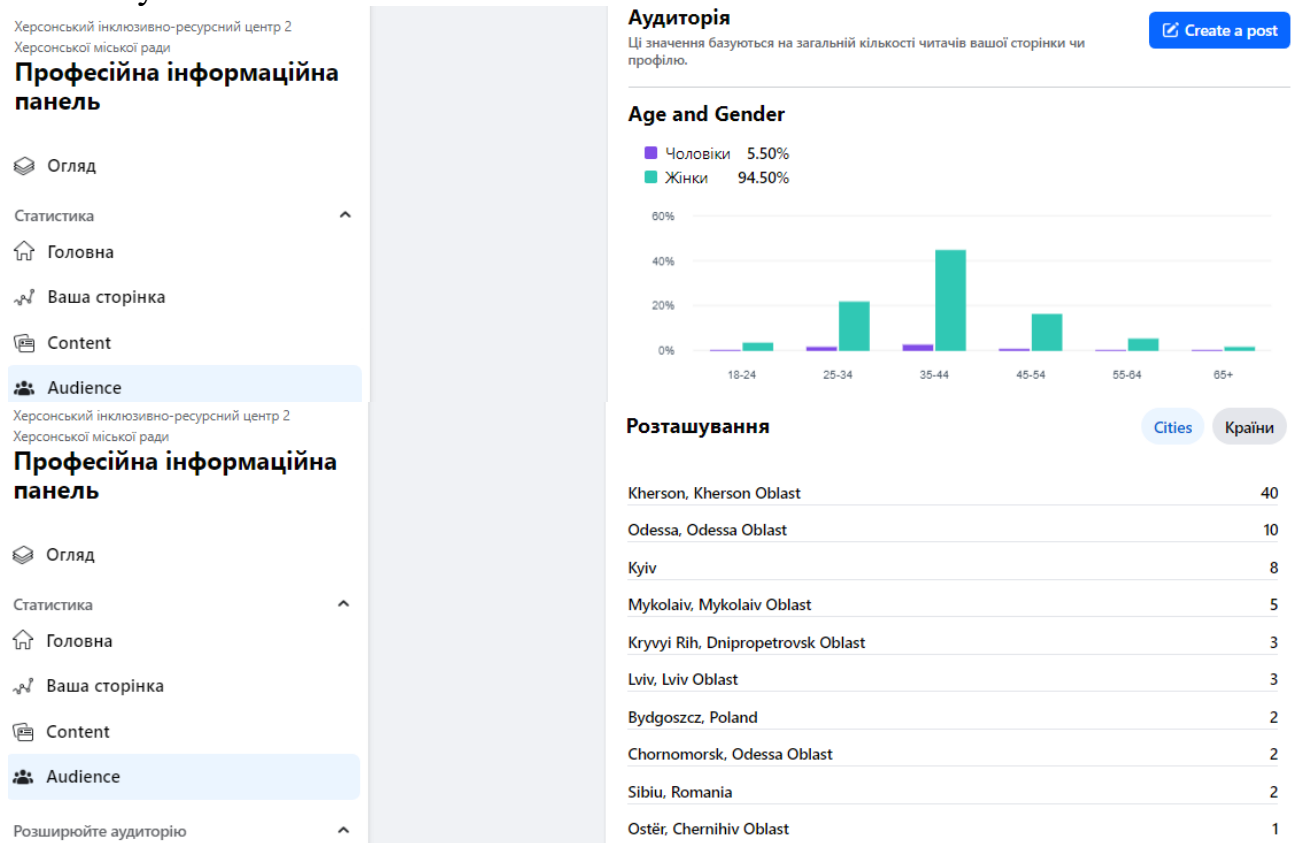 Херсонський інклюзивно-ресурсний центр 2
Херсонської міської ради
Професійна інформаційна
панель
Огляд
Статистика
Головна
Ваша сторінка
Content
Audience
Аудиторія
Ці значення базуються на загальній кількості читачів вашої сторінки чи
профілю.
Create a post
Age and Gender
Чоловіки 5.50%
Жінки 94.50%
60%
40%
20%
0%
18-24 25-34 35-44 45-54 55-64 65+
Херсонський інклюзивно-ресурсний центр 2
Херсонської міської ради
Професійна інформаційна
панель
Огляд
Статистика
Головна
Ваша сторінка
Content
Audience
Розширюйте аудиторію
Розташування
Cities Країни
Kherson, Kherson Oblast 40
Odessa, Odessa Oblast 10
Kyiv 8
Mykolaiv, Mykolaiv Oblast 5
Kryvyi Rih, Dnipropetrovsk Oblast 3
Lviv, Lviv Oblast 3
Bydgoszcz, Poland 2
Chornomorsk, Odessa Oblast 2
Sibiu, Romania 2
Ostër, Chernihiv Oblast 1